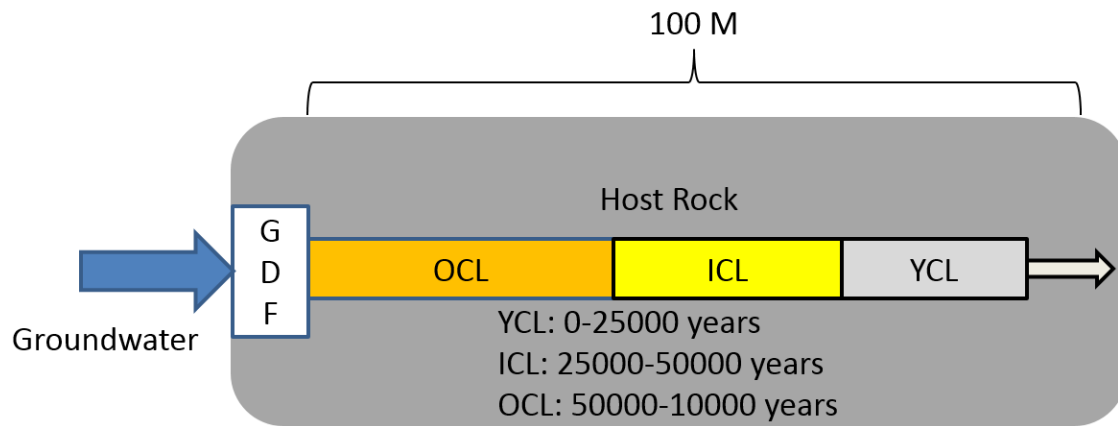 100 M
Host Rock
G
D
F
OCL
ICL
YCL
Groundwater
YCL: 0-25000 years
ICL: 25000-50000 years
OCL: 50000-10000 years